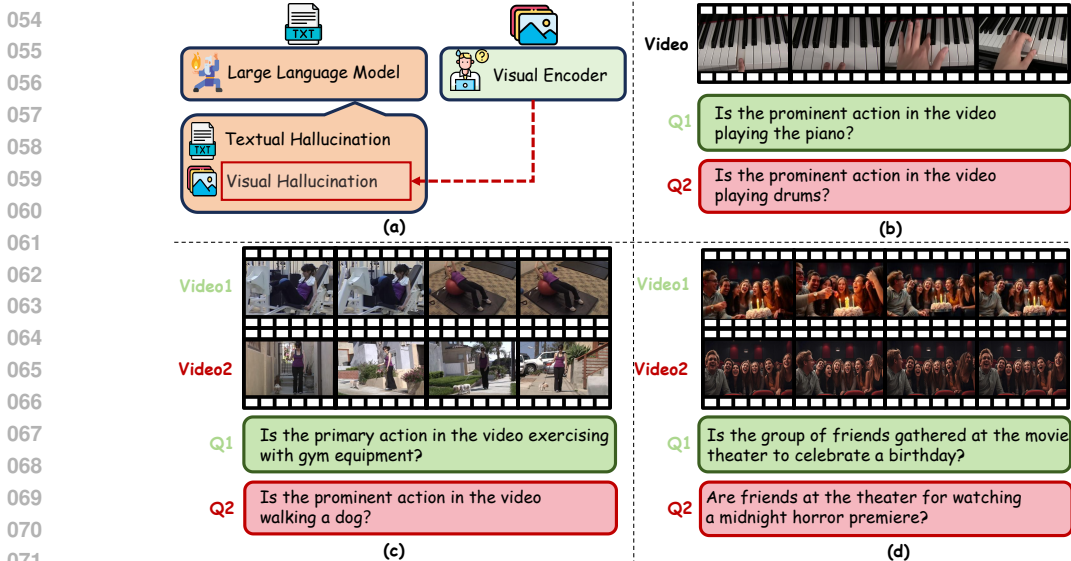 054
055
056
057
058
059
060
061
062
063
064
065
066
067
068
069
070
071
TXT
Large Language Model
Visual Encoder
?
TXT
Textual Hallucination
Visual Hallucination
(a)
Video
Q1
Is the prominent action in the video
playing the piano?
Q2
Is the prominent action in the video
playing drums?
(b)
Video1
Video2
Q1
Is the primary action in the video exercising
with gym equipment?
Q2
Is the prominent action in the video
walking a dog?
(c)
Video1
Video2
Q1
Is the group of friends gathered at the movie
theater to celebrate a birthday?
Q2
Are friends at the theater for watching
a midnight horror premiere?
(d)